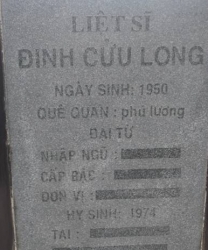 LIỆT SĨ
ĐINH CỬU LONG
NGÀY SINH: 1950
QUÊ QUÁN : phú lương
ĐẠI TỪ
NHẬP NGŨ :
CẤP BẬC :
ĐƠN VỊ :
HY SINH: 1974
TẠI :